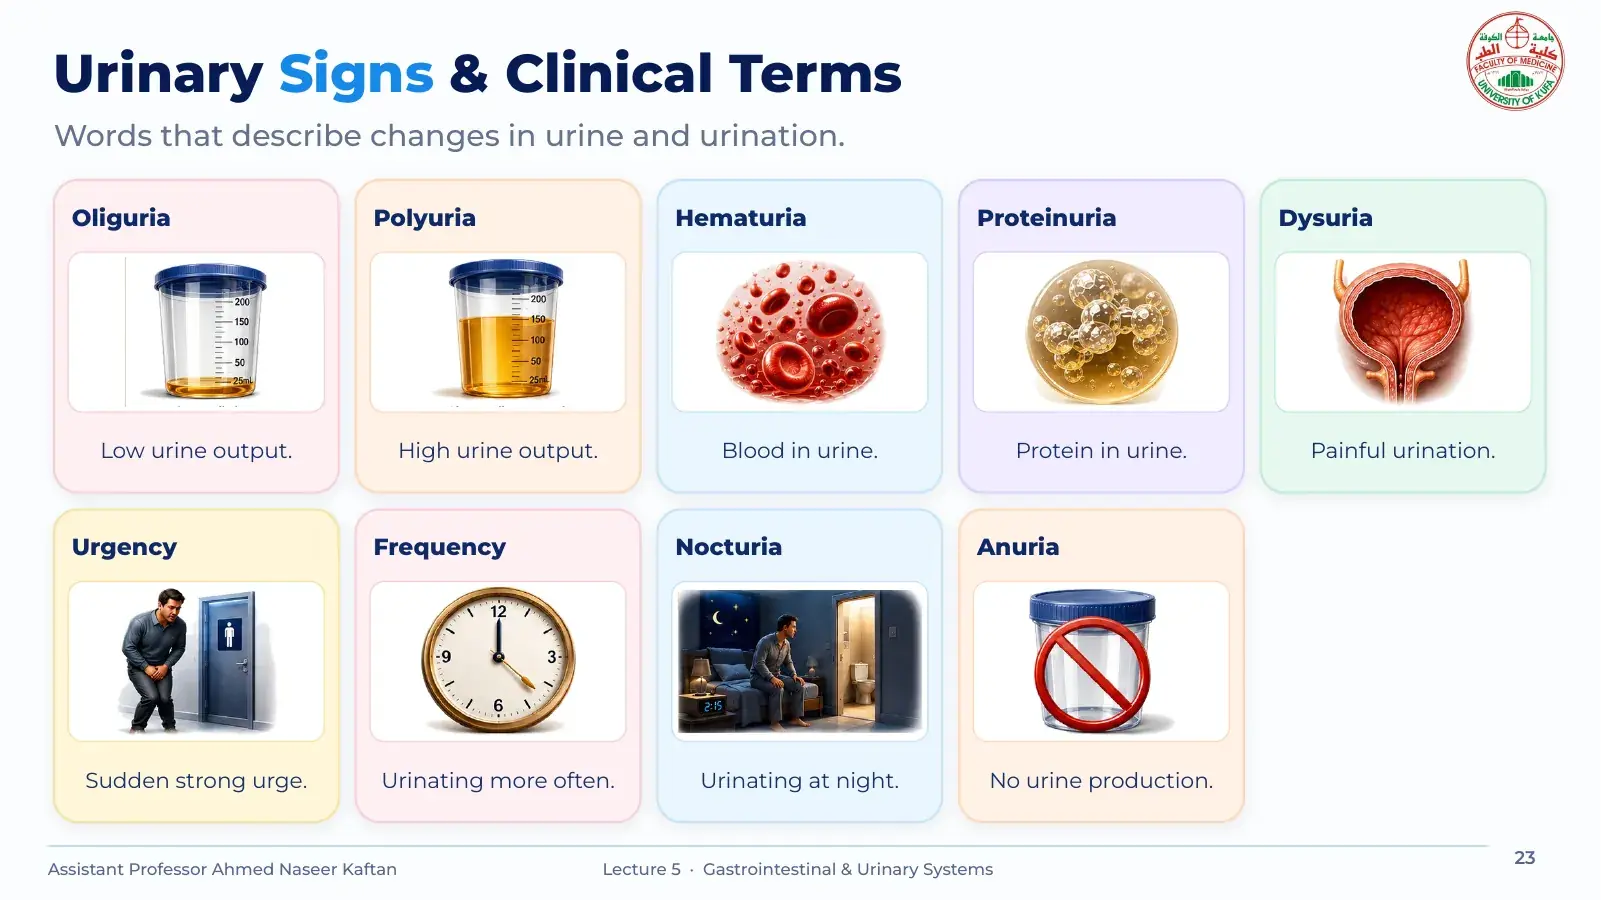 Urinary Signs & Clinical Terms
Words that describe changes in urine and urination.
جامعة الكوفة
كلية الطب
FACULTY OF MEDICINE
UNIVERSITY OF KUFA
Oliguria
200
150
100
50
25mL
Low urine output.
Polyuria
200
150
100
50
25mL
High urine output.
Hematuria
Blood in urine.
Proteinuria
Protein in urine.
Dysuria
Painful urination.
Urgency
Sudden strong urge.
Frequency
12
9
3
6
Urinating more often.
Nocturia
2:15
Urinating at night.
Anuria
No urine production.
Assistant Professor Ahmed Naseer Kaftan
Lecture 5 · Gastrointestinal & Urinary Systems
23